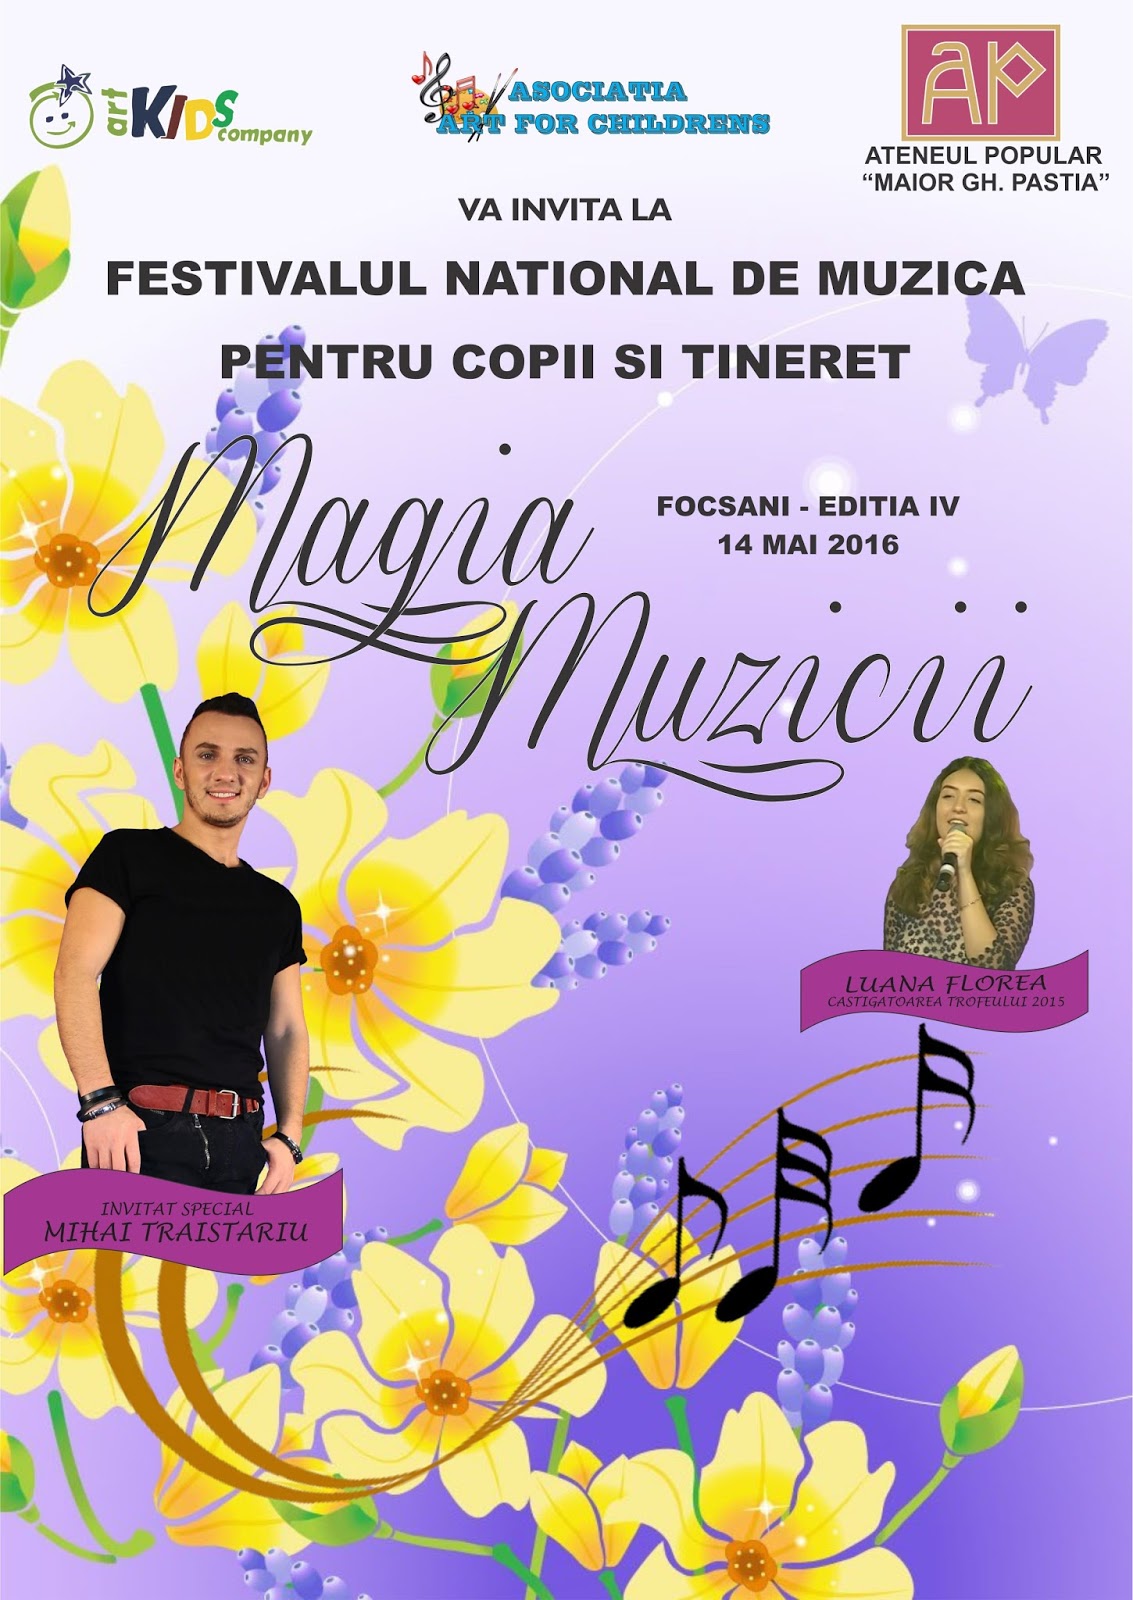 art KIDS company
ASOCIATIA
ART FOR CHILDRENS
AP
ATENEUL POPULAR
“MAIOR GH. PASTIA”
VA INVITA LA
FESTIVALUL NATIONAL DE MUZICA
PENTRU COPII SI TINERET
Magia
FOCSANI - EDITIA IV
14 MAI 2016
Muzicii
LUANA FLOREA
CASTIGATOAREA TROFEULUI 2015
INVITAT SPECIAL
MIHAI TRAISTARIU